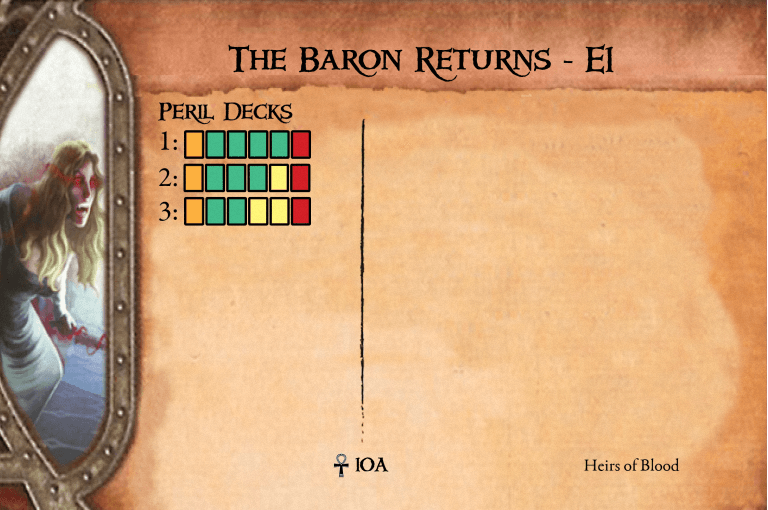 The Baron Returns - E1
Peril Decks
1:
2:
3:
10A
Heirs of Blood